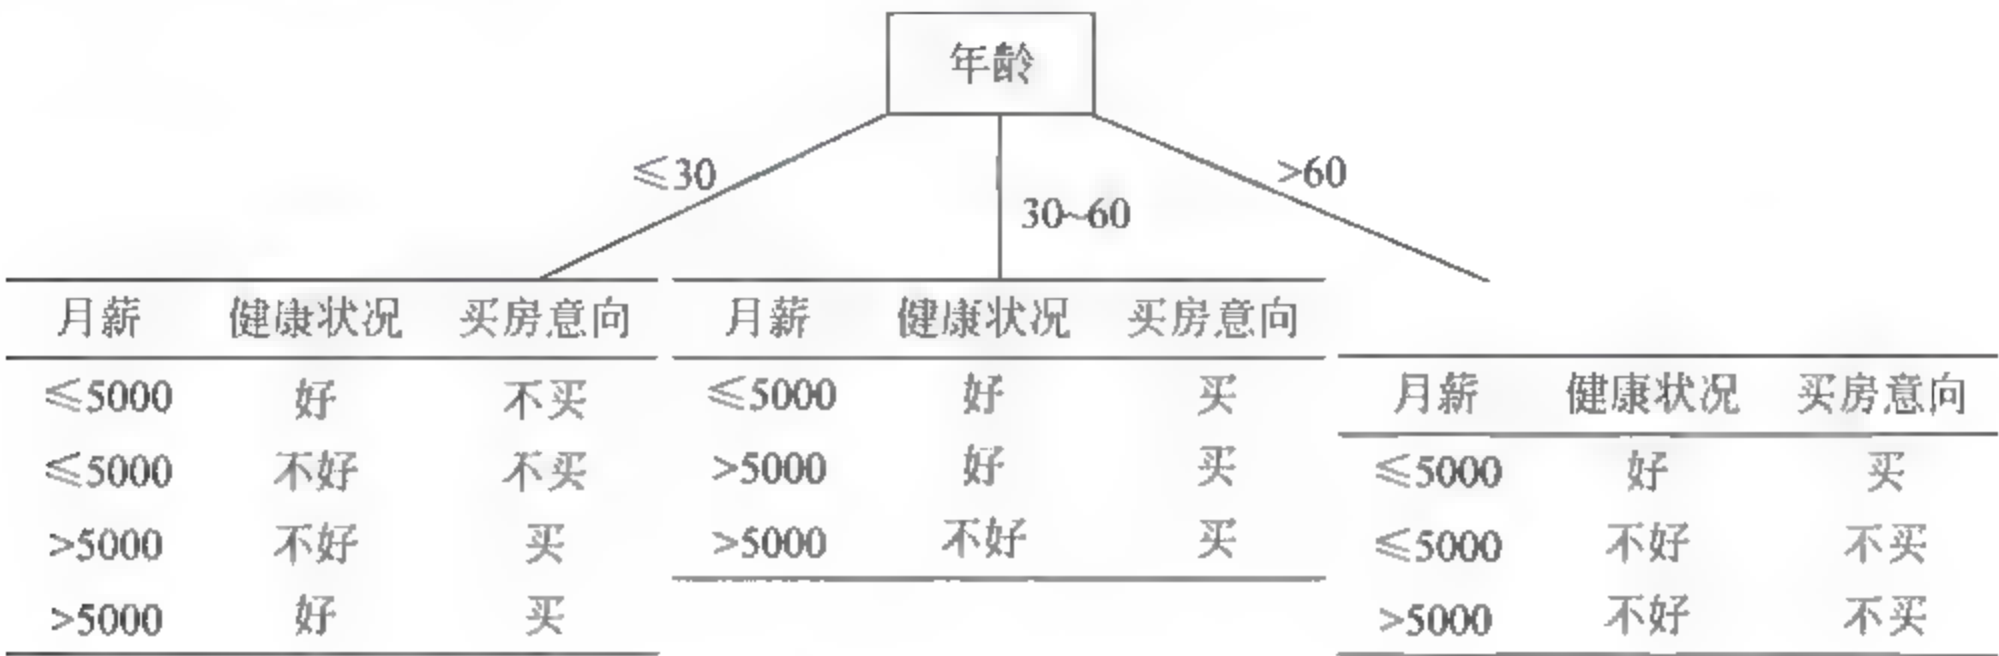 年龄
≤30
30~60
>60
月薪 健康状况 买房意向
≤5000 好 不买
≤5000 不好 不买
>5000 不好 买
>5000 好 买
月薪 健康状况 买房意向
≤5000 好 买
>5000 好 买
>5000 不好 买
月薪 健康状况 买房意向
≤5000 好 买
≤5000 不好 不买
>5000 不好 不买